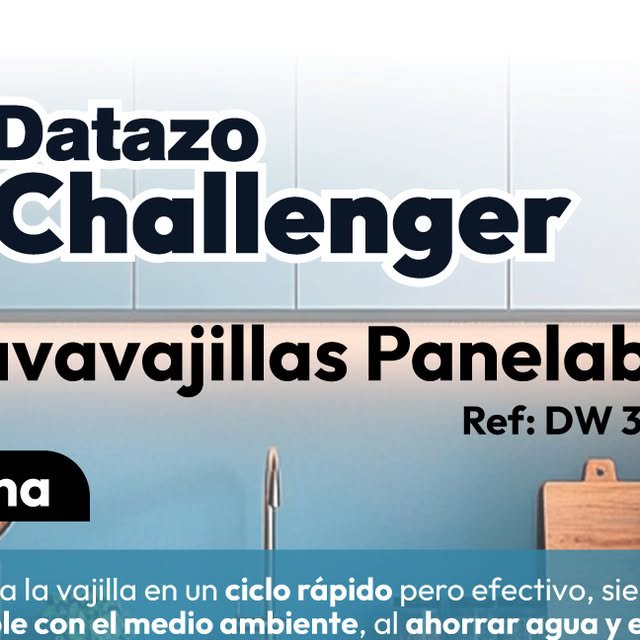 Datazo
Challenger
avavajillas Panelab
Ref: DW 3
na
a la vajilla en un ciclo rápido pero efectivo, sie
ble con el medio ambiente, al ahorrar agua y e